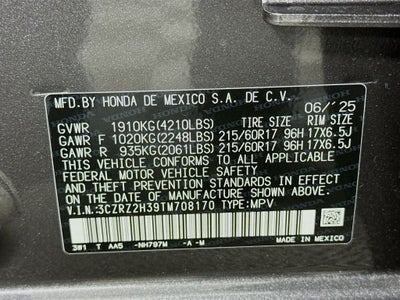 MFD.BY HONDA DE MEXICO S.A. DE C.V. 06/'25
TIRE SIZE RIM SIZE
GVWR 1910KG(4210LBS)
GAWR F 1020KG(2248LBS) 215/60R17 96H 17X6.5J
GAWR R 935KG(2061LBS) 215/60R17 96H 17X6.5J
THIS VEHICLE CONFORMS TO ALL APPLICABLE
FEDERAL MOTOR VEHICLE SAFETY
STANDARDS IN EFFECT
ON THE DATE OF MANUFACTURE SHOWN
ABOVE.
V.I.N.:3CZRZ2H39TM708170 TYPE:MPV
3#1 T AA5 -NH797M -A -M MADE IN MEXICO